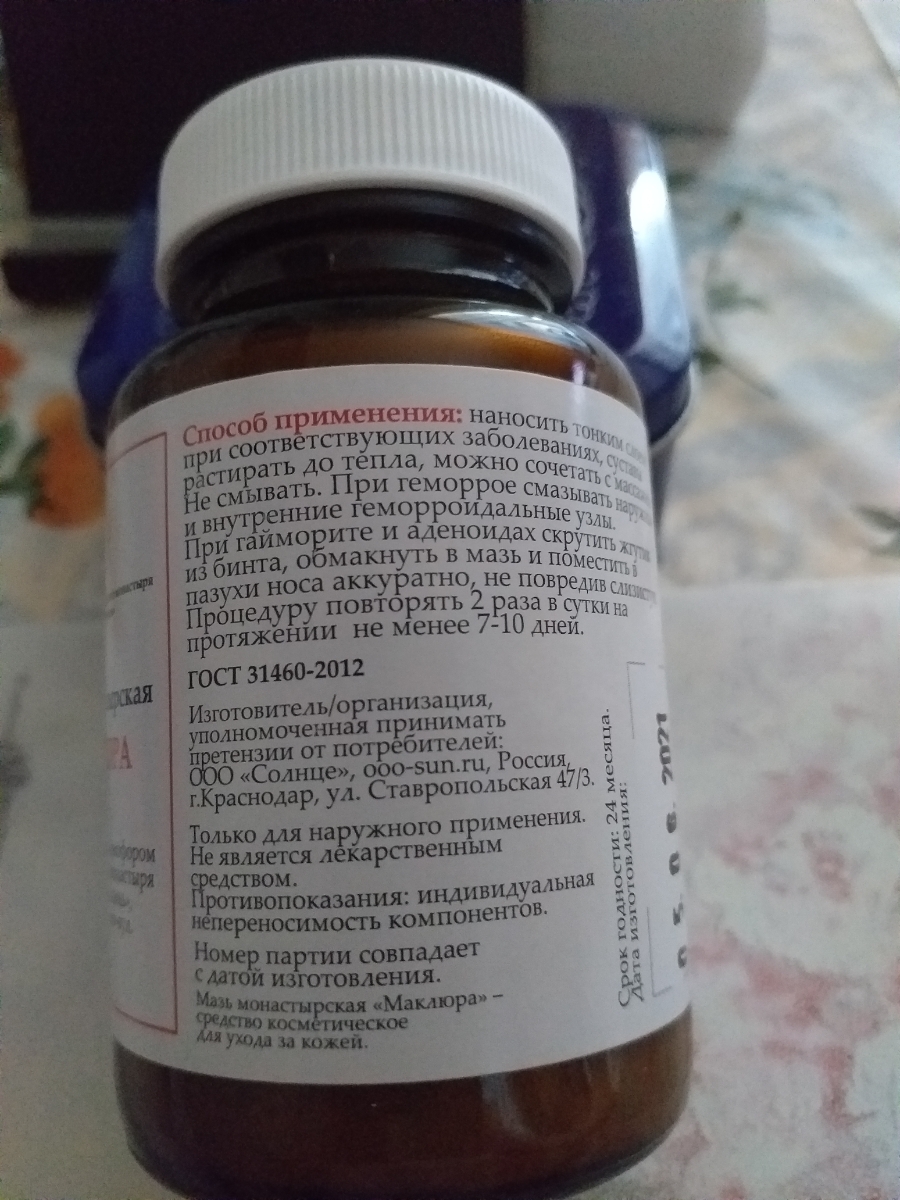 Способ применения: наносить тонким
при соответствующих заболеваниях,
растирать до тепла, можно сочетать с
Не смывать. При геморрое смазывать
и внутренние геморроидальные узлы.
При гайморите и аденоидах скрутить
из бинта, обмакнуть в мазь и поместить в
пазухи носа аккуратно, не повредив
Процедуру повторять 2 раза в сутки на
протяжении не менее 7-10 дней.
ГОСТ 31460-2012
Изготовитель/организация,
уполномоченная принимать
претензии от потребителей:
ООО «Солнце», ooo-sun.ru, Россия,
г.Краснодар, ул. Ставропольская 47/3.
Только для наружного применения.
Не является лекарственным
средством.
Противопоказания: индивидуальная
непереносимость компонентов.
Номер партии совпадает
с датой изготовления.
Мазь монастырская «Маклюра» –
средство косметическое
для ухода за кожей.
Срок годности: 24 месяца.
Дата изготовления:
0 5. 0 6. 2021